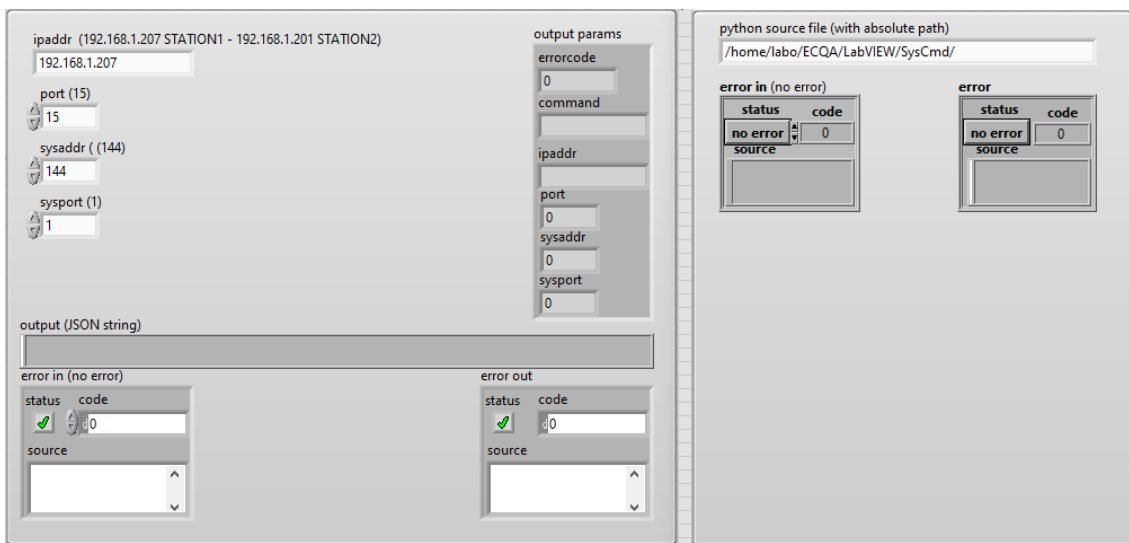 ipaddr (192.168.1.207 STATION1 - 192.168.1.201 STATION2)
192.168.1.207
port (15)
15
sysaddr ( (144)
144
sysport (1)
1
output params
errorcode
0
command
ipaddr
port
0
sysaddr
0
sysport
0
output (JSON string)
error in (no error)
status code
d0
source
error out
status code
d0
source
python source file (with absolute path)
/home/labo/ECQA/LabVIEW/SysCmd/
error in (no error)
status code
no error 0
source
error
status code
no error 0
source